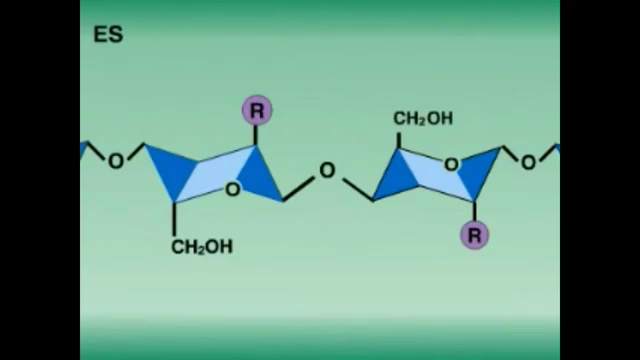 ES
R
CH₂OH
O O O O O
CH₂OH R